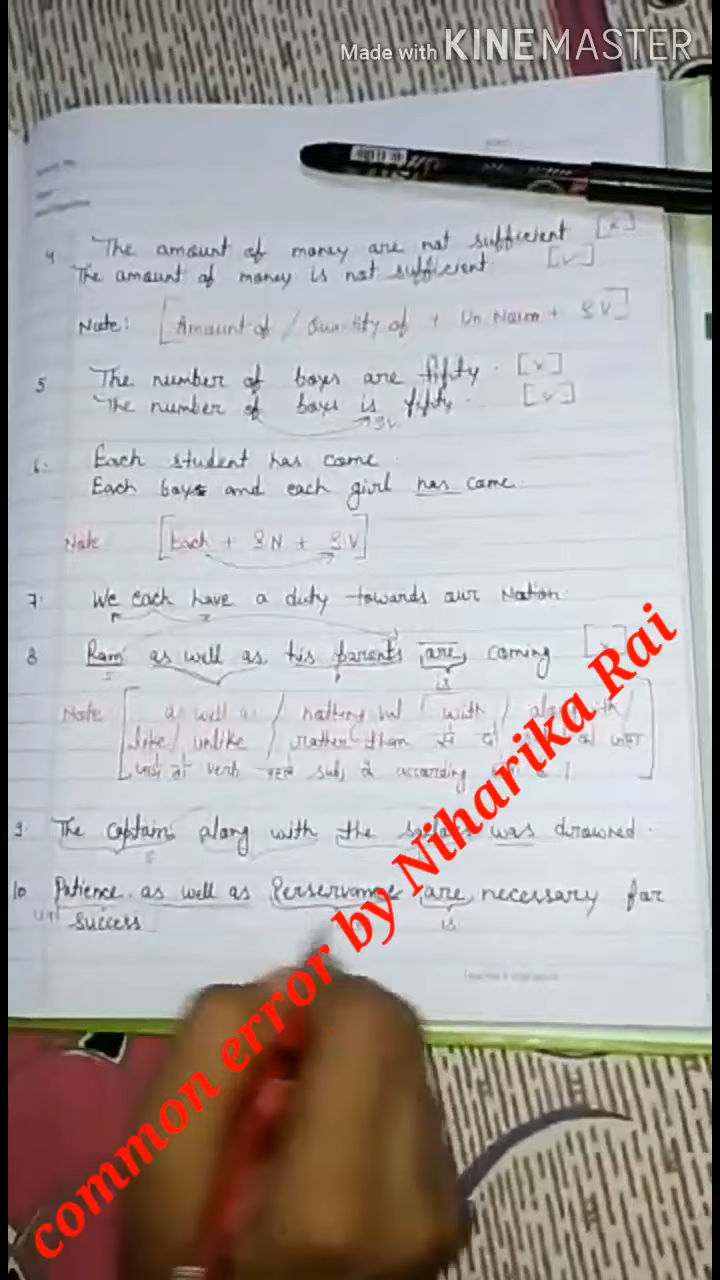 Made with KINEMASTER
4 The amount of money are not sufficient [x]
The amount of money is not sufficient [v]
Note: [Amount of / Quantity of + Un Noun + SV]
5 The number of boys are fifty. [v]
The number of boys is fifty. [v]
SV
6. Each student has come.
Each boys and each girl has come.
Note [Each + SN + SV]
7. We each have a duty towards our Nation
8 Ram as well as his parents are coming [x]
S is
Note [as well as / nothing but / with / along with /
like / unlike / rather than से दो
जाये तो verb पहले sub, के according
9. The captain along with the was drowned.
S
10 Patience as well as Perservance are necessary for
success is
common error by Niharika Rai